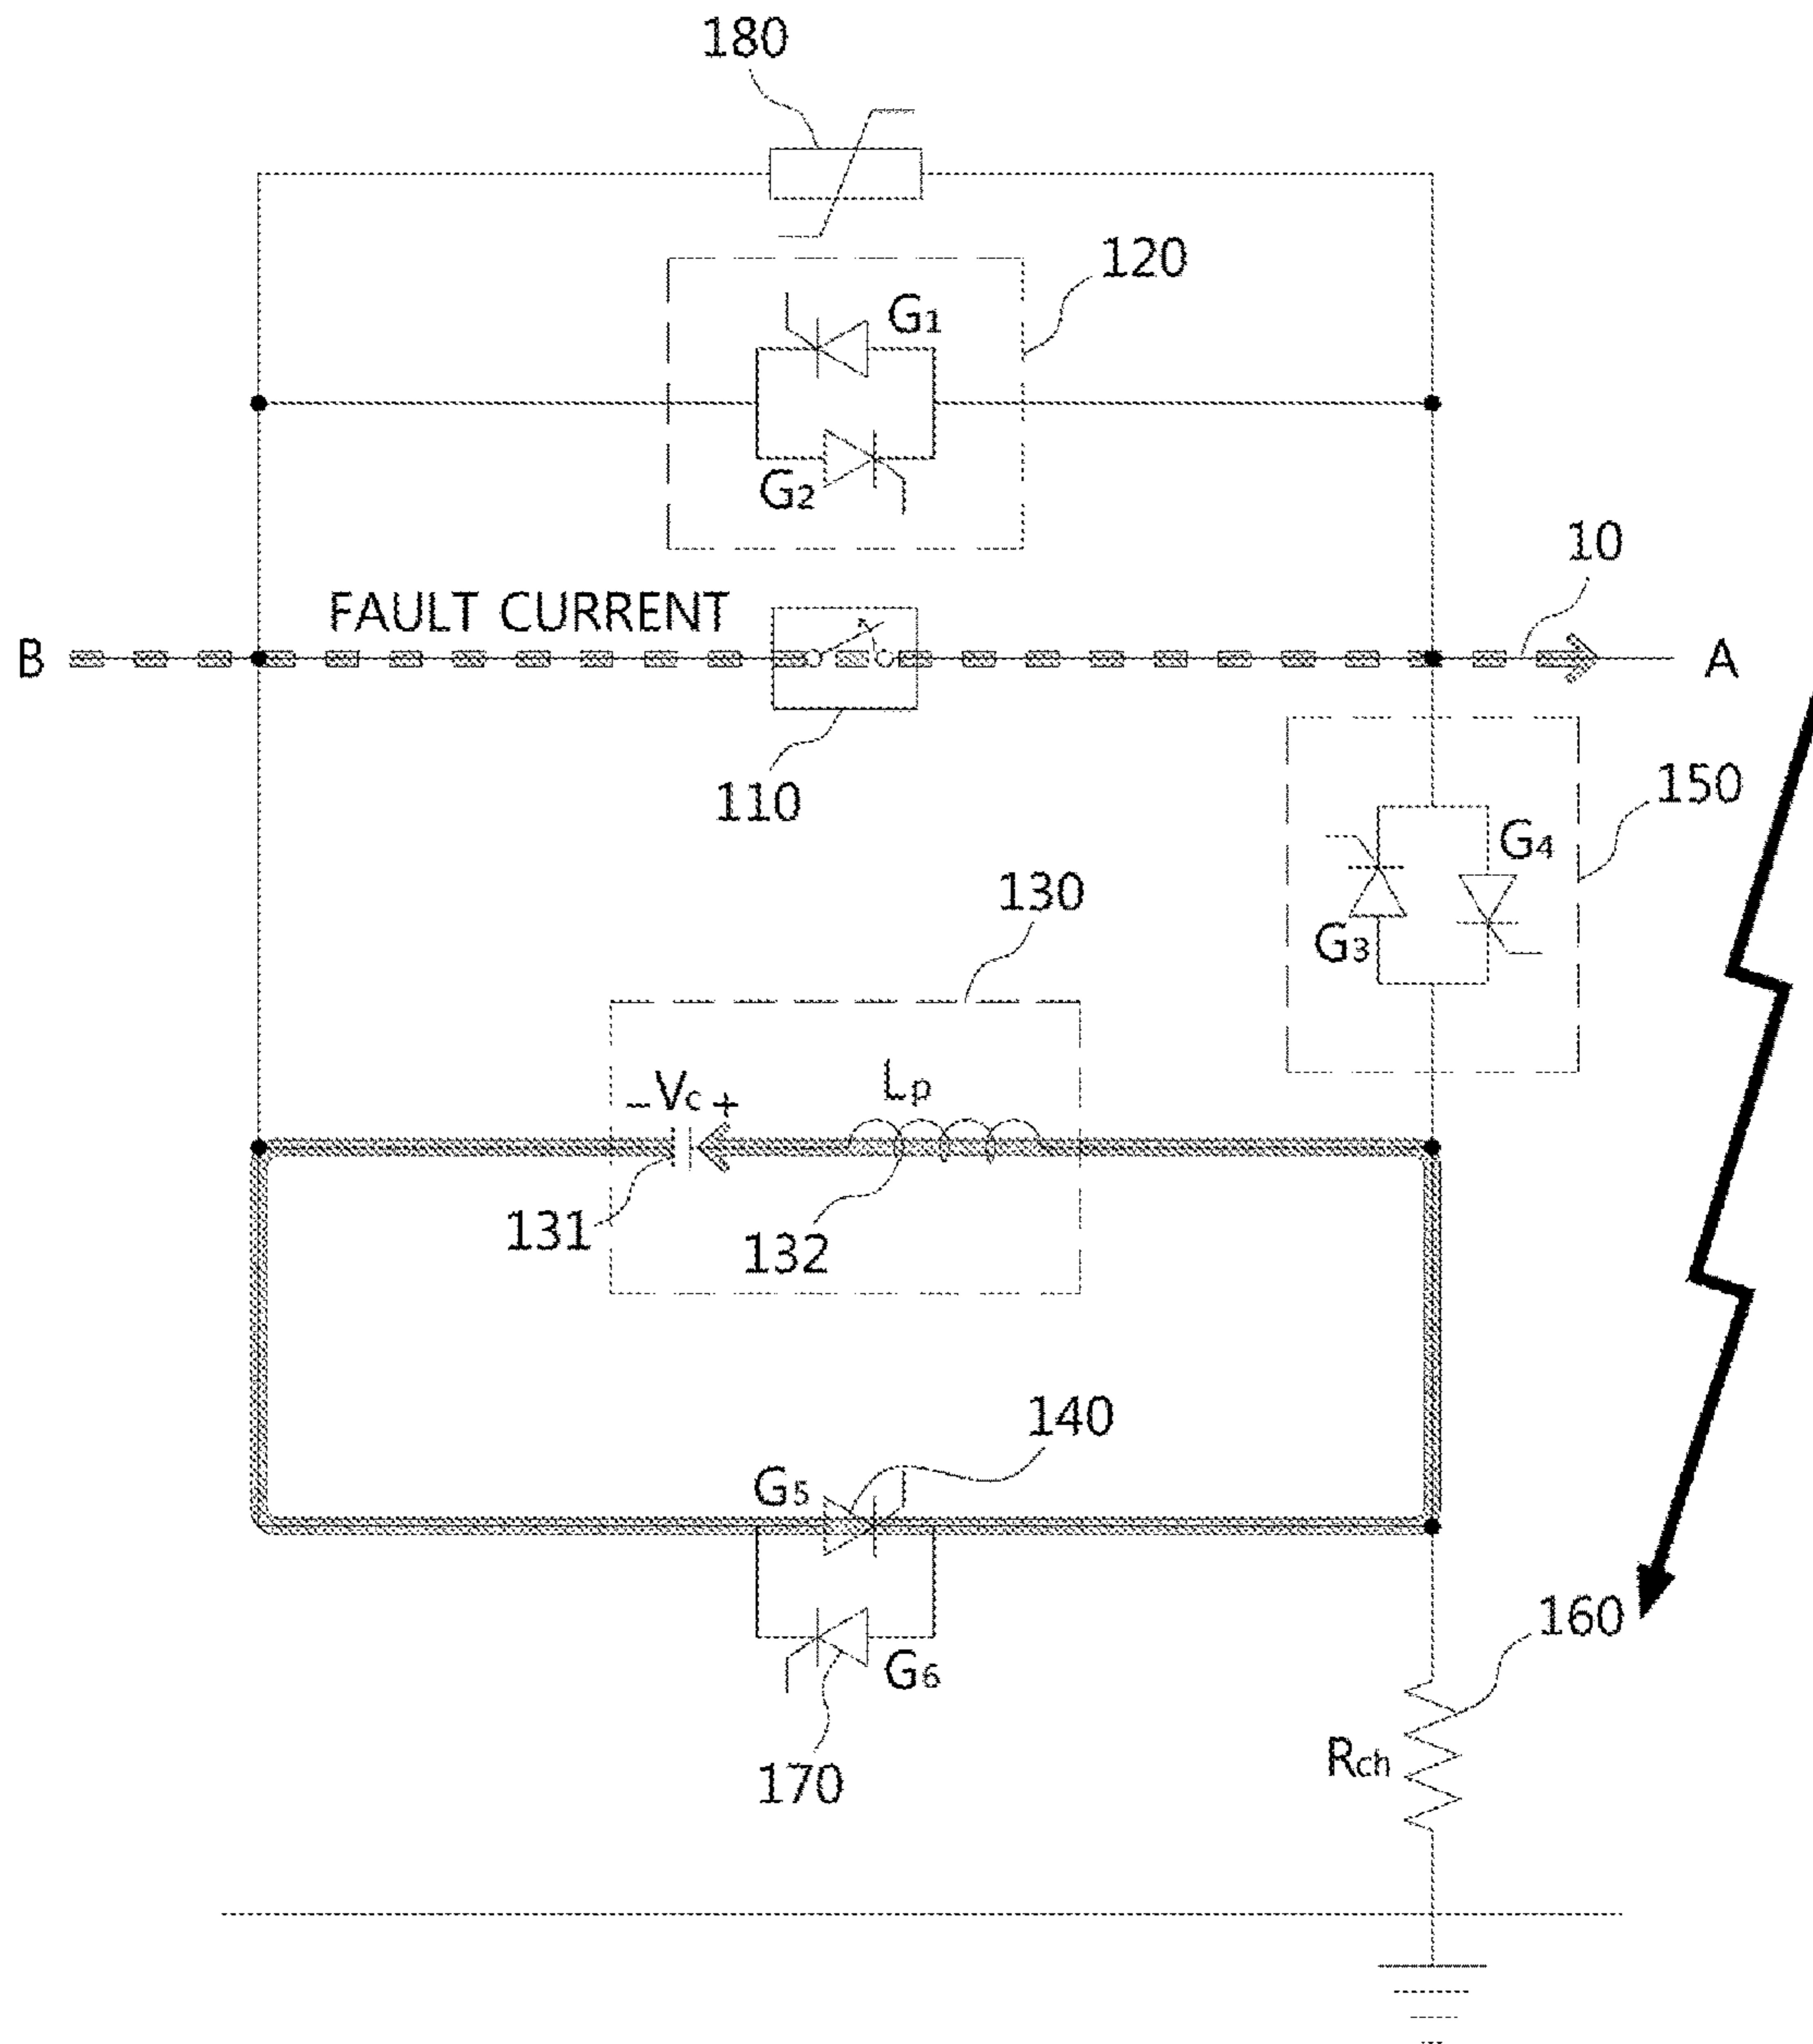 180
120
G1
G2
10
FAULT CURRENT
B
A
110
150
G4
G3
130
- Vc +
Lp
131
132
140
G5
G6
170
160
Rch